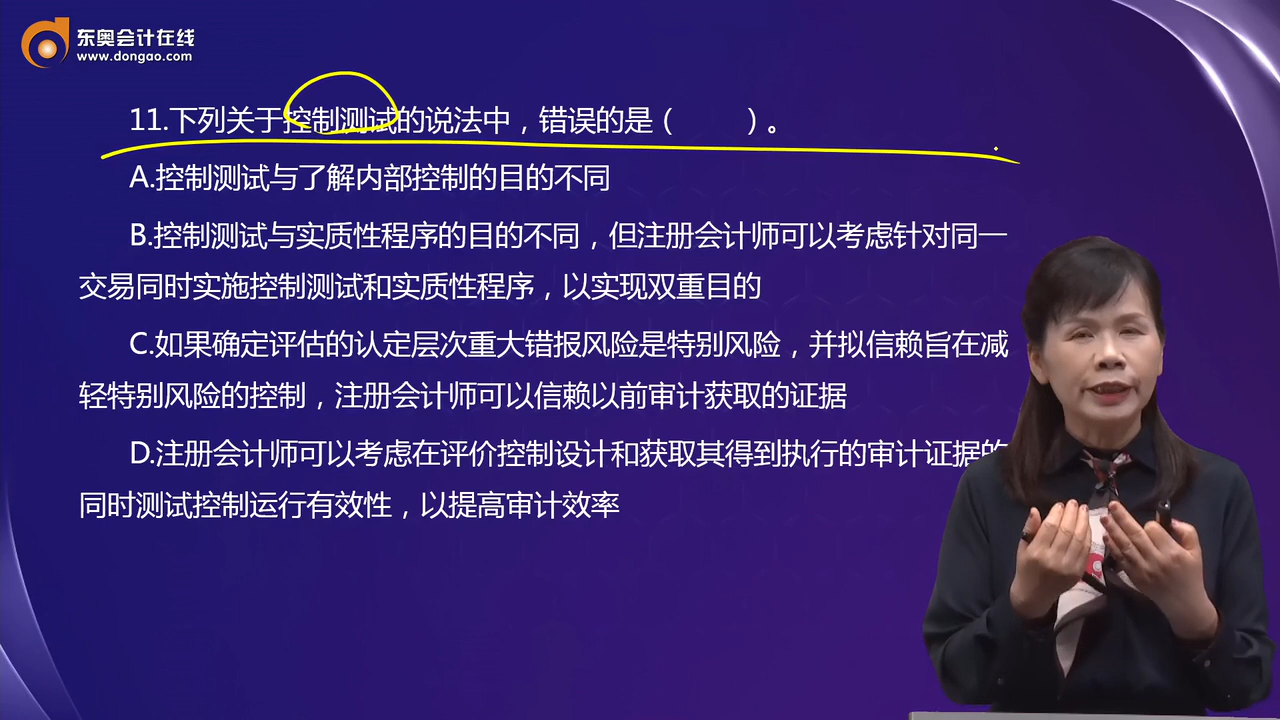 东奥会计在线
www.dongao.com
11.下列关于控制测试的说法中，错误的是（　　）。
A.控制测试与了解内部控制的目的不同
B.控制测试与实质性程序的目的不同，但注册会计师可以考虑针对同一
交易同时实施控制测试和实质性程序，以实现双重目的
C.如果确定评估的认定层次重大错报风险是特别风险，并拟信赖旨在减
轻特别风险的控制，注册会计师可以信赖以前审计获取的证据
D.注册会计师可以考虑在评价控制设计和获取其得到执行的审计证据的
同时测试控制运行有效性，以提高审计效率